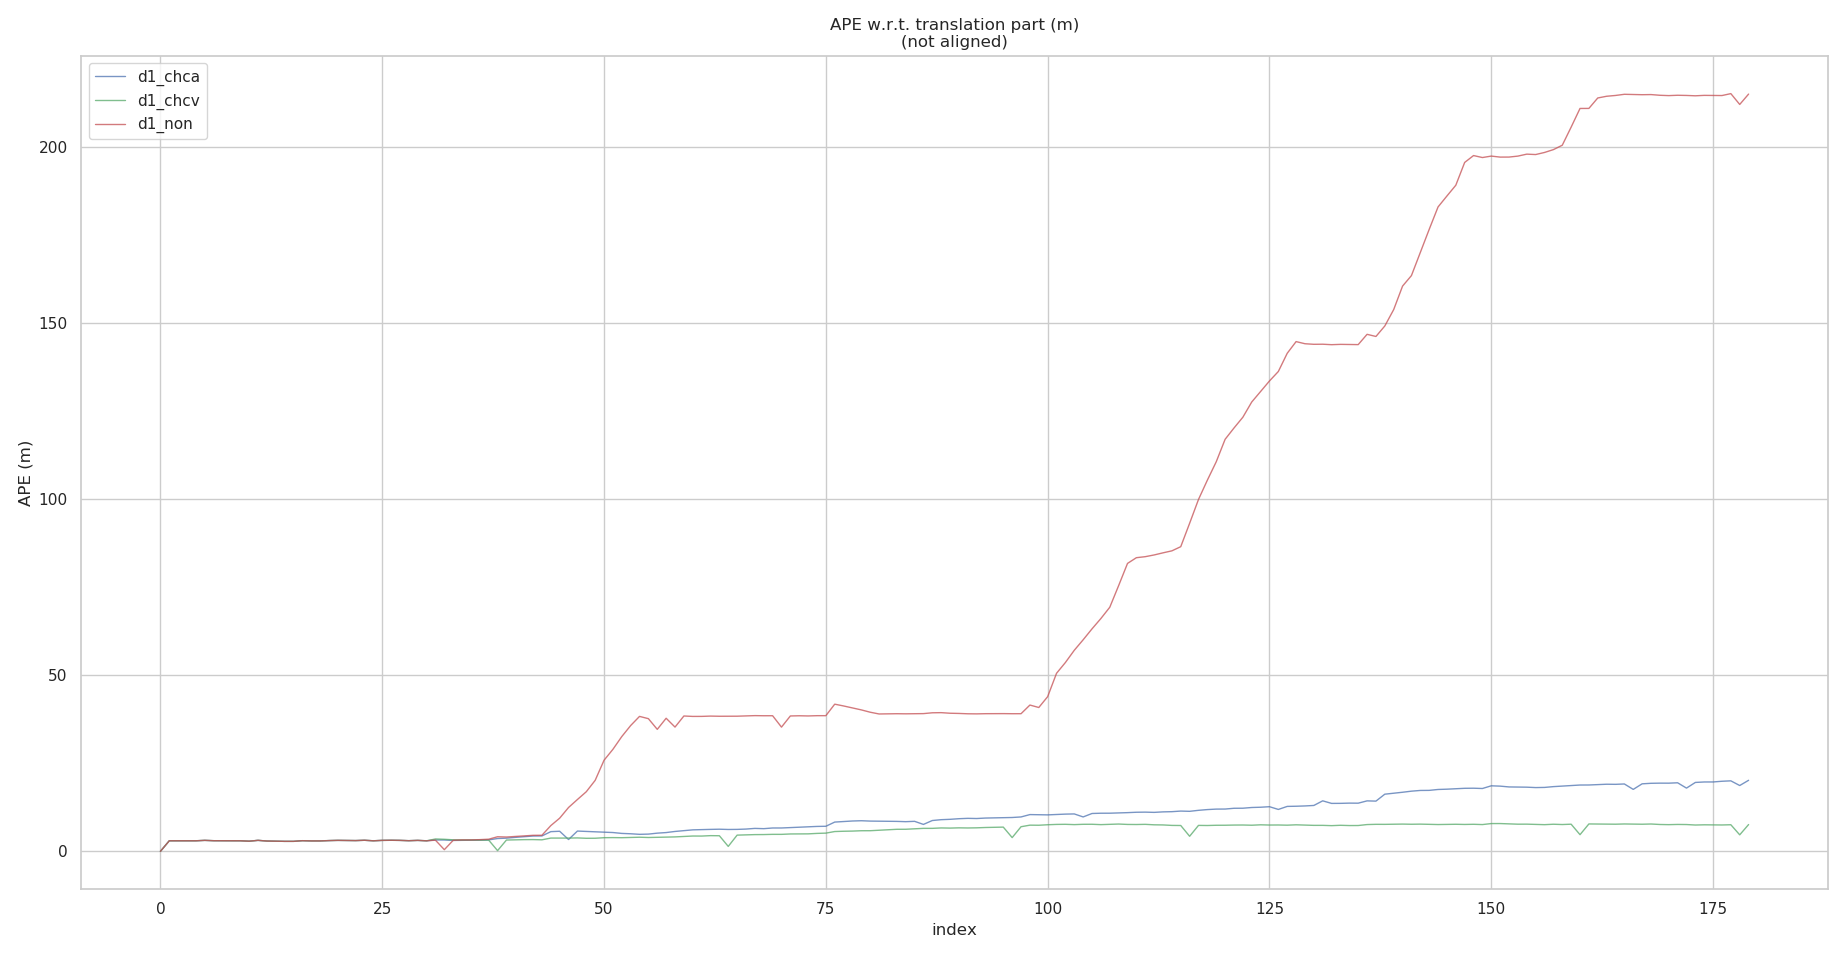 APE w.r.t. translation part (m)
(not aligned)
d1_chca
d1_chcv
d1_non
APE (m)
200
150
100
50
0
0 25 50 75 100 125 150 175
index